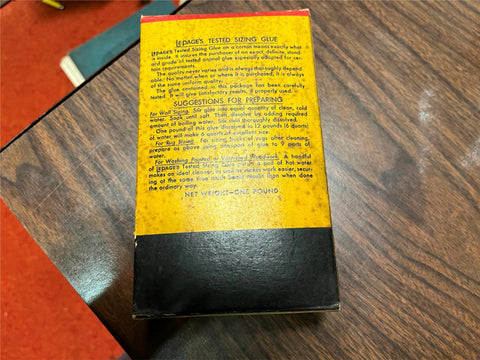 LEPAGE'S TESTED SIZING GLUE
LEPAGE'S Tested Sizing Glue on a carton means exactly what
is inside. It insures the purchaser of an exact, definite, stand-
ard grade of tested animal glue especially adapted for cer-
tain requirements.
The quality never varies and is always thoroughly depend-
able. No matter when or where it is purchased, it is always
of the same uniform quality.
The glue contained in this package has been carefully
tested. It will give satisfactory results, if properly used.
SUGGESTIONS FOR PREPARING
For Wall Sizing. Stir glue into equal quantity of clean, cold
water. Soak until soft. Then dissolve by adding required
amount of boiling water. Stir until thoroughly dissolved.
One pound of this glue dissolved in 12 pounds (6 quarts)
of water, will make 6 quarts of excellent size.
For Rug Sizing. For sizing backs of rugs after cleaning,
prepare as above using proportion of glue to 9 parts of
water.
For Washing Painted or Varnished Woodwork. A handful
of LEPAGE'S Tested Sizing Glue in a pail of hot water
makes an ideal cleaner, as well as makes work easier, secur-
ing at the same time much better results than when done
the ordinary way.
NET WEIGHT—ONE POUND